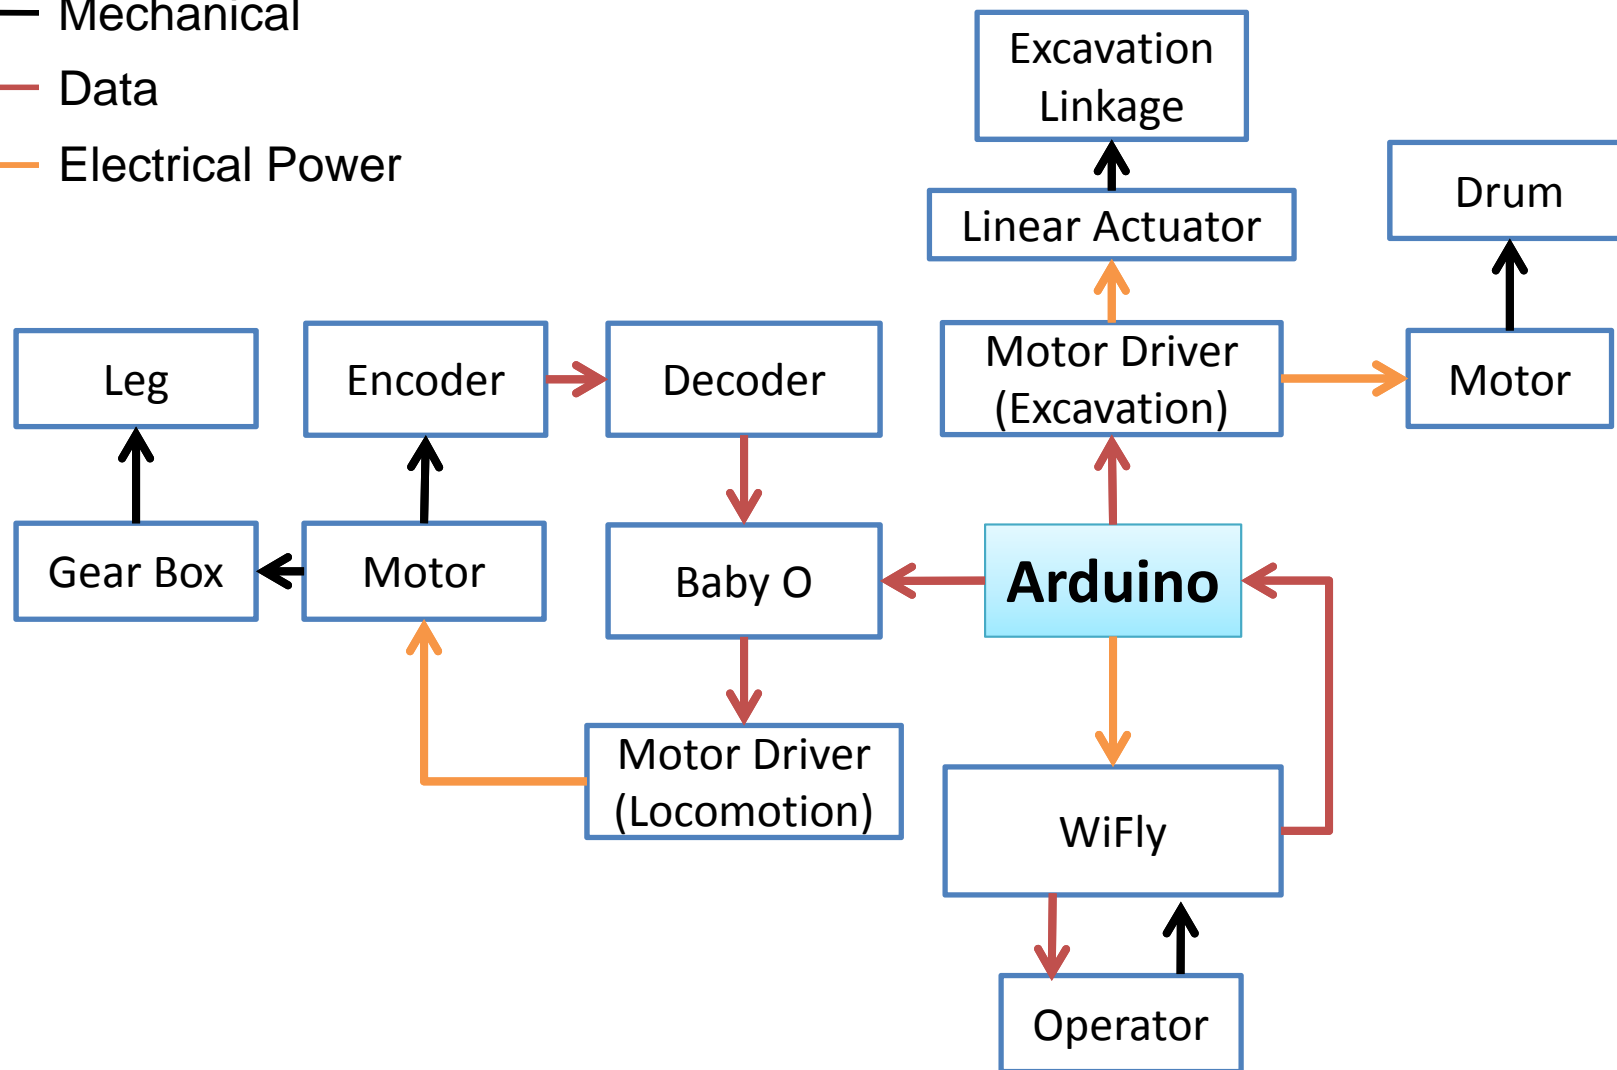 Mechanical
Data
Electrical Power
Excavation
Linkage
Drum
Linear Actuator
Leg
Encoder
Decoder
Motor Driver
(Excavation)
Motor
Gear Box
Motor
Baby O
Arduino
Motor Driver
(Locomotion)
WiFly
Operator